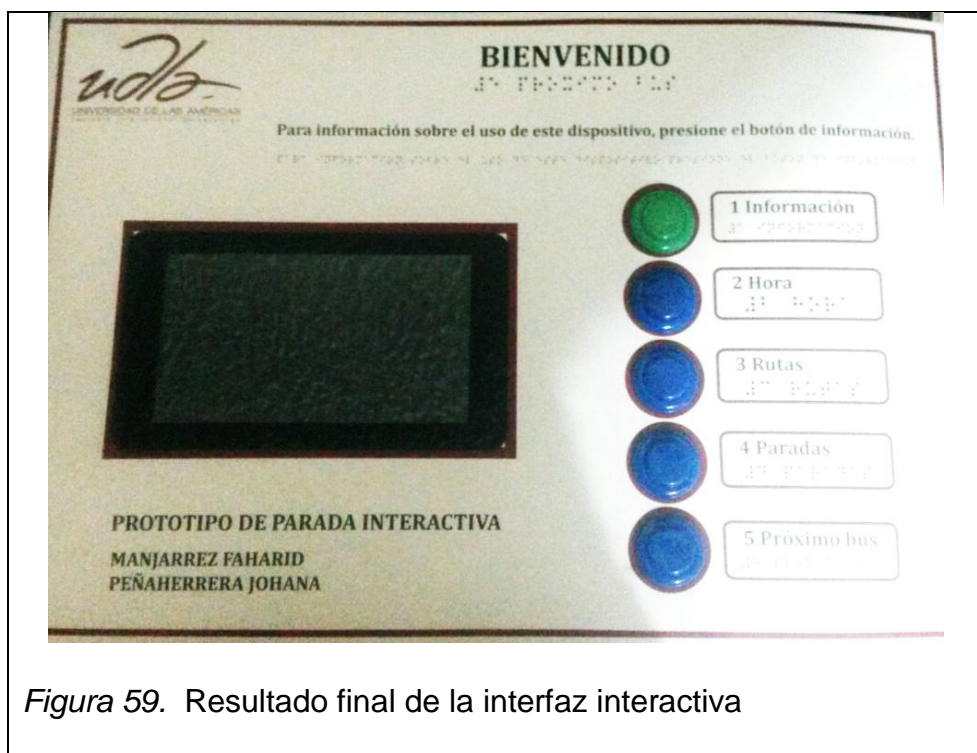 udla-
UNIVERSIDAD DE LAS AMÉRICAS
BIENVENIDO
Para información sobre el uso de este dispositivo, presione el botón de información.
1 Información
2 Hora
3 Rutas
4 Paradas
5 Próximo bus
PROTOTIPO DE PARADA INTERACTIVA
MANJARREZ FAHARID
PEÑAHERRERA JOHANA
Figura 59. Resultado final de la interfaz interactiva